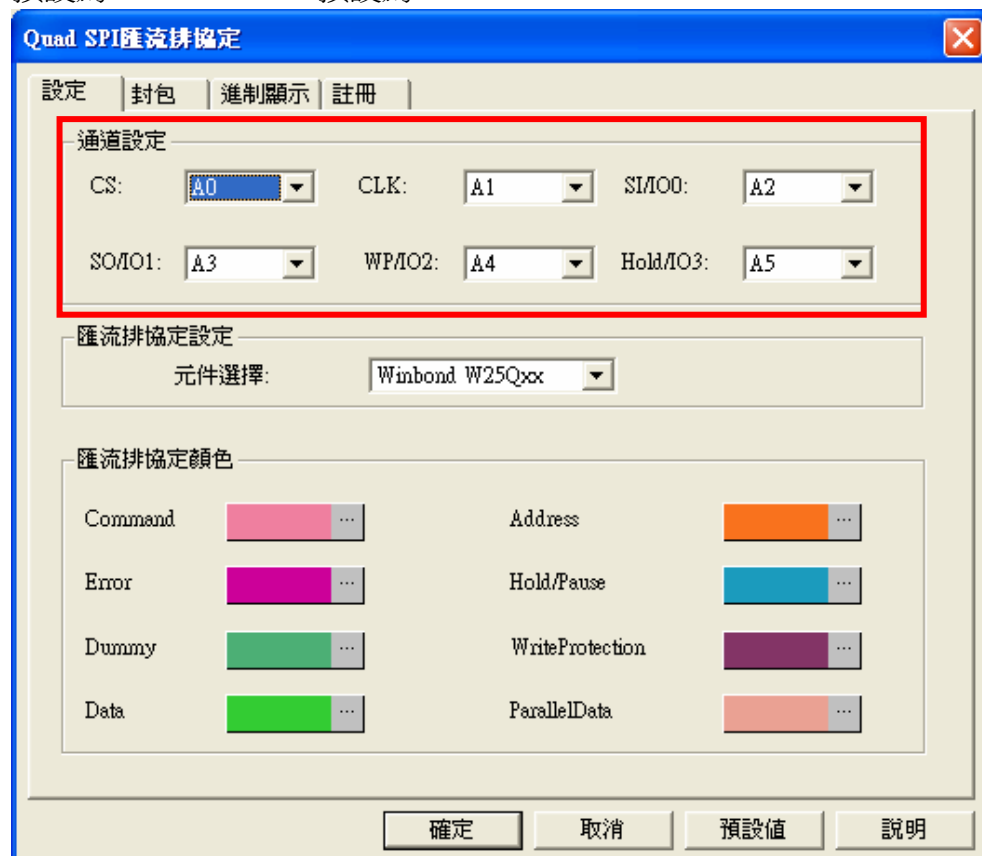 Quad SPI匯流排協定
設定 封包 進制顯示 註冊
通道設定
CS: A0 CLK: A1 SI/IO0: A2
SO/IO1: A3 WP/IO2: A4 Hold/IO3: A5
匯流排協定設定
元件選擇: Winbond W25Qxx
匯流排協定顏色
Command ... Address ...
Error ... Hold/Pause ...
Dummy ... WriteProtection ...
Data ... ParallelData ...
確定 取消 預設值 說明